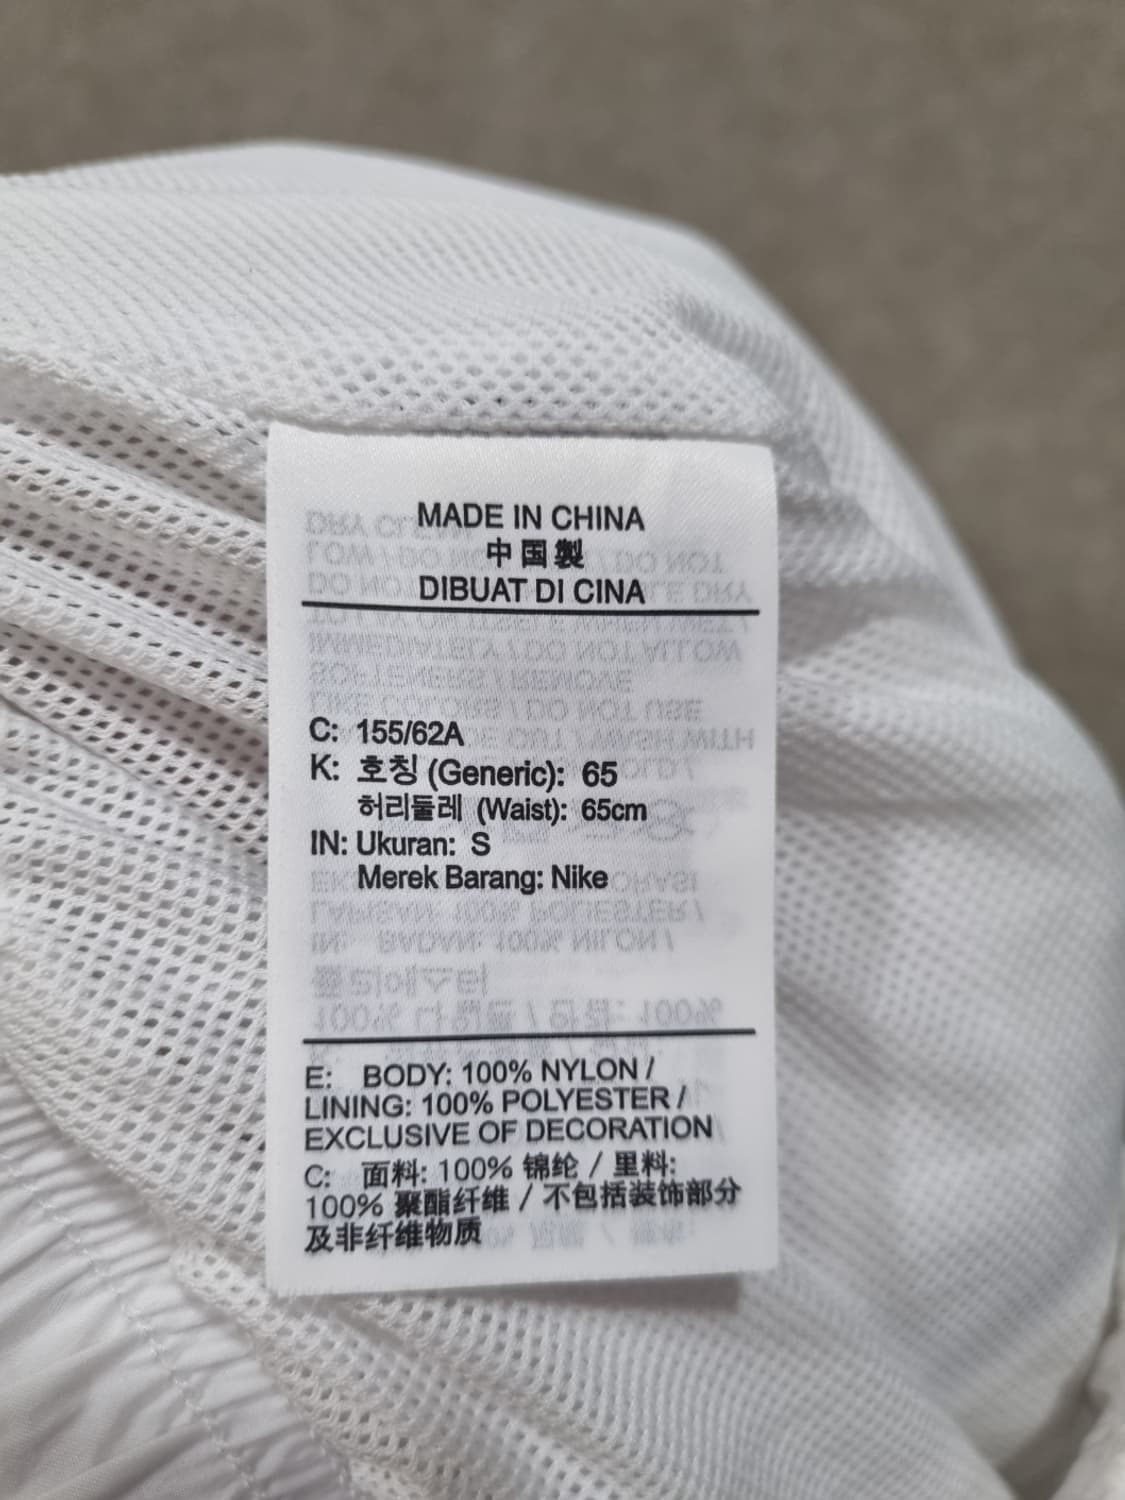 MADE IN CHINA
中国製
DIBUAT DI CINA
C: 155/62A
K: 호칭 (Generic): 65
허리둘레 (Waist): 65cm
IN: Ukuran: S
Merek Barang: Nike
E: BODY: 100% NYLON /
LINING: 100% POLYESTER /
EXCLUSIVE OF DECORATION
C: 面料: 100% 锦纶 / 里料:
100% 聚酯纤维 / 不包括装饰部分
及非纤维物质